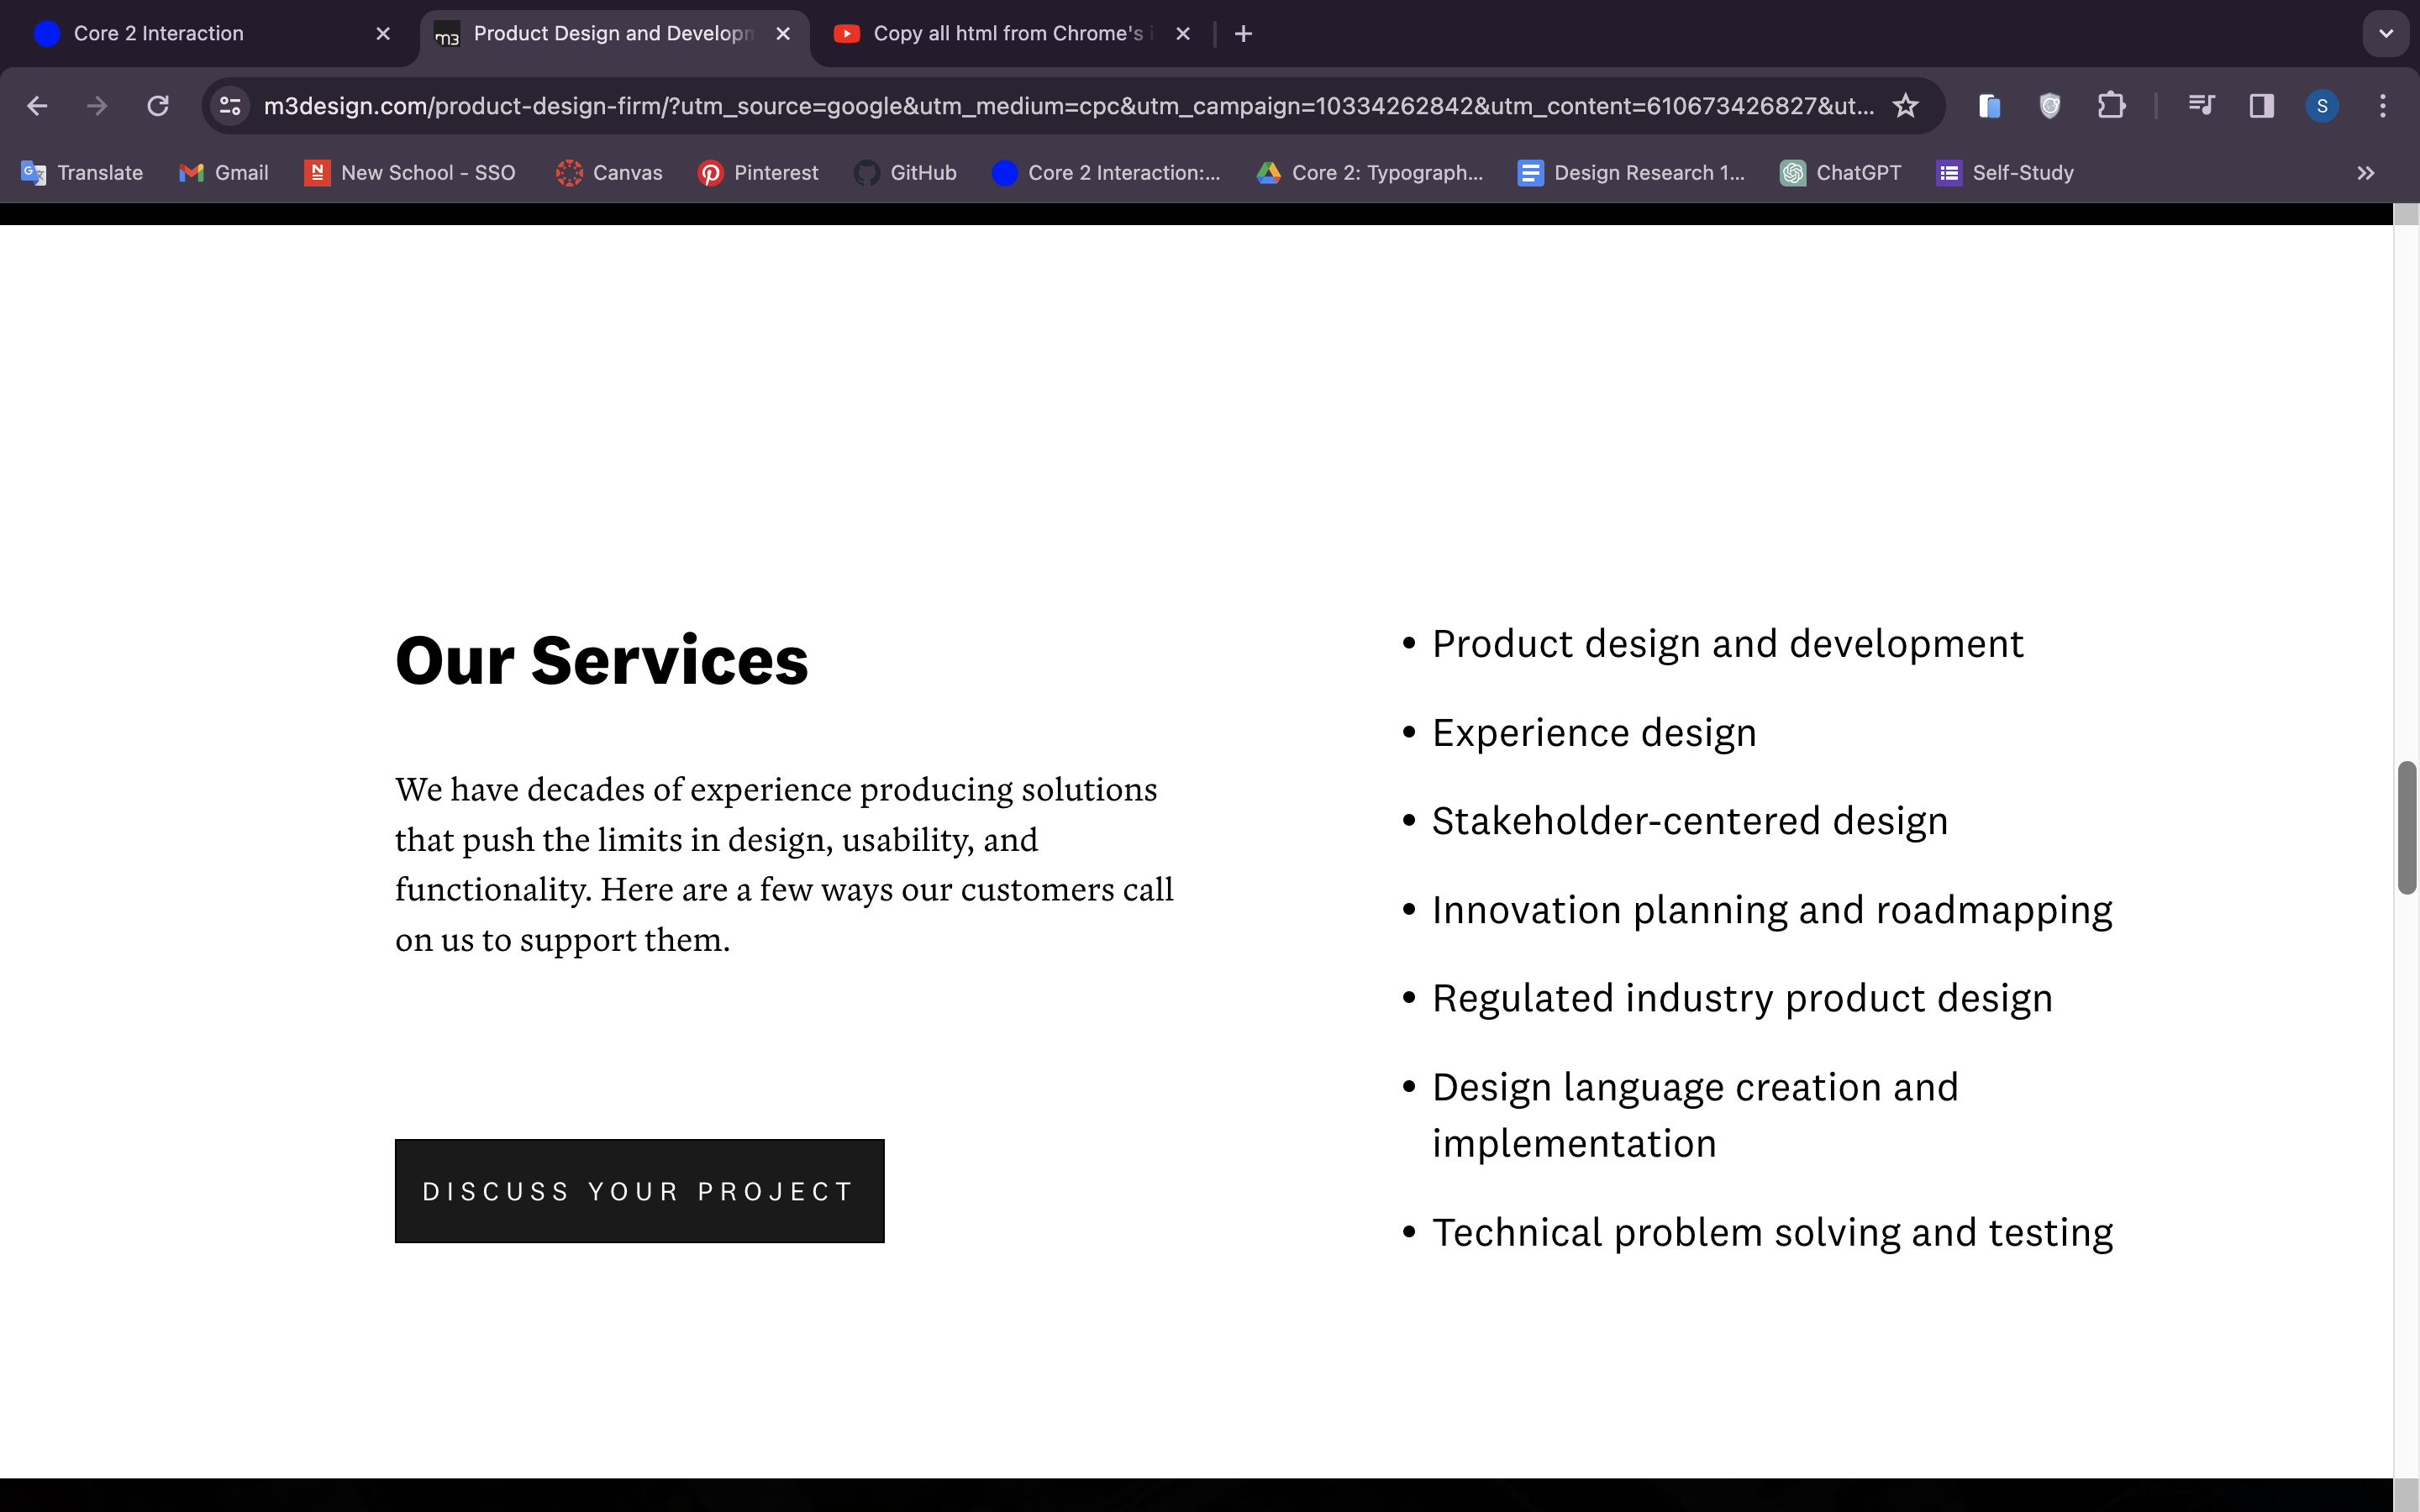 Core 2 Interaction
m3 Product Design and Develop
Copy all html from Chrome's
m3design.com/product-design-firm/?utm_source=google&utm_medium=cpc&utm_campaign=10334262842&utm_content=610673426827&ut...
S
Translate
Gmail
New School - SSO
Canvas
Pinterest
GitHub
Core 2 Interaction:...
Core 2: Typograph...
Design Research 1...
ChatGPT
Self-Study
Our Services
We have decades of experience producing solutions
that push the limits in design, usability, and
functionality. Here are a few ways our customers call
on us to support them.
DISCUSS YOUR PROJECT
• Product design and development
• Experience design
• Stakeholder-centered design
• Innovation planning and roadmapping
• Regulated industry product design
• Design language creation and
implementation
• Technical problem solving and testing